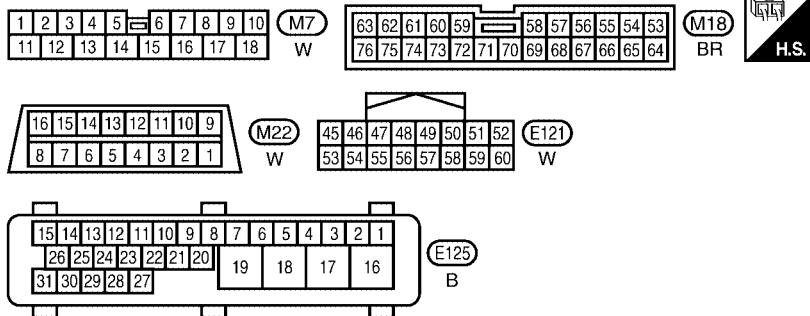 1 2 3 4 5 6 7 8 9 10
11 12 13 14 15 16 17 18
M7
W
63 62 61 60 59 58 57 56 55 54 53
76 75 74 73 72 71 70 69 68 67 66 65 64
M18
BR
H.S.
16 15 14 13 12 11 10 9
8 7 6 5 4 3 2 1
M22
W
45 46 47 48 49 50 51 52
53 54 55 56 57 58 59 60
E121
W
15 14 13 12 11 10 9 8 7 6 5 4 3 2 1
26 25 24 23 22 21 20
19 18 17 16
31 30 29 28 27
E125
B